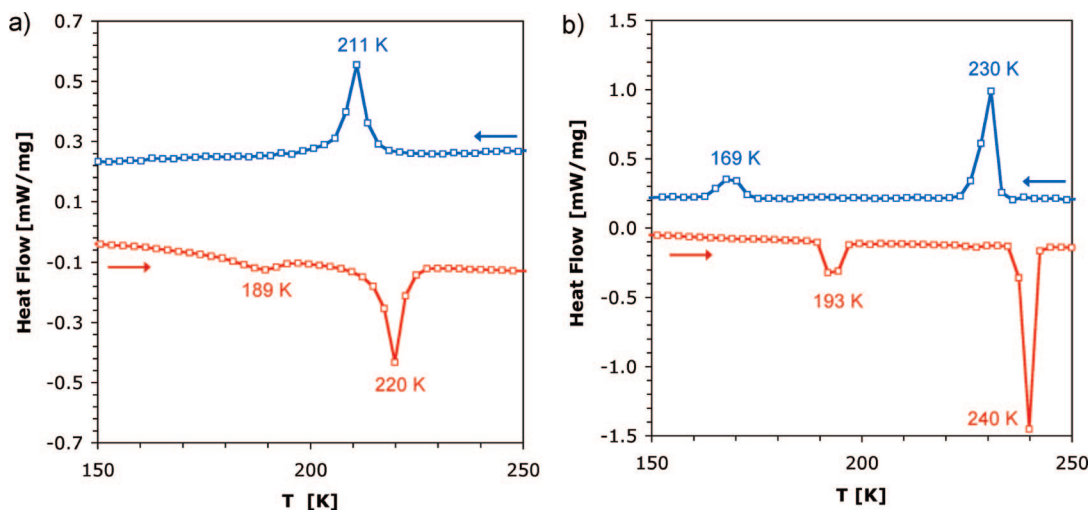 a)
0.7
0.5
0.3
0.1
-0.1
-0.3
-0.5
-0.7
Heat Flow [mW/mg]
211 K
189 K
220 K
150
200
250
T [K]
b)
1.5
1.0
0.5
0.0
-0.5
-1.0
-1.5
Heat Flow [mW/mg]
230 K
169 K
193 K
240 K
150
200
250
T [K]